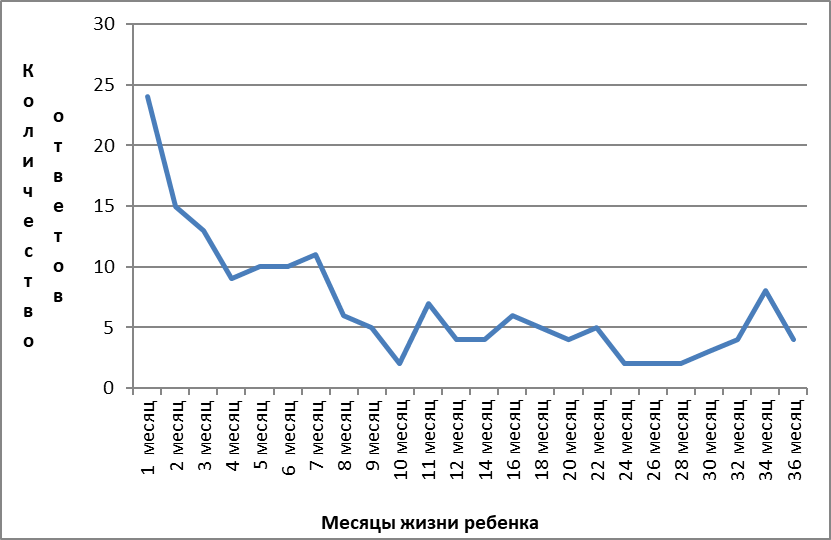 Количество
ответов
30
25
20
15
10
5
0
1 месяц
2 месяц
3 месяц
4 месяц
5 месяц
6 месяц
7 месяц
8 месяц
9 месяц
10 месяц
11 месяц
12 месяц
14 месяц
16 месяц
18 месяц
20 месяц
22 месяц
24 месяц
26 месяц
28 месяц
30 месяц
32 месяц
34 месяц
36 месяц
Месяцы жизни ребенка